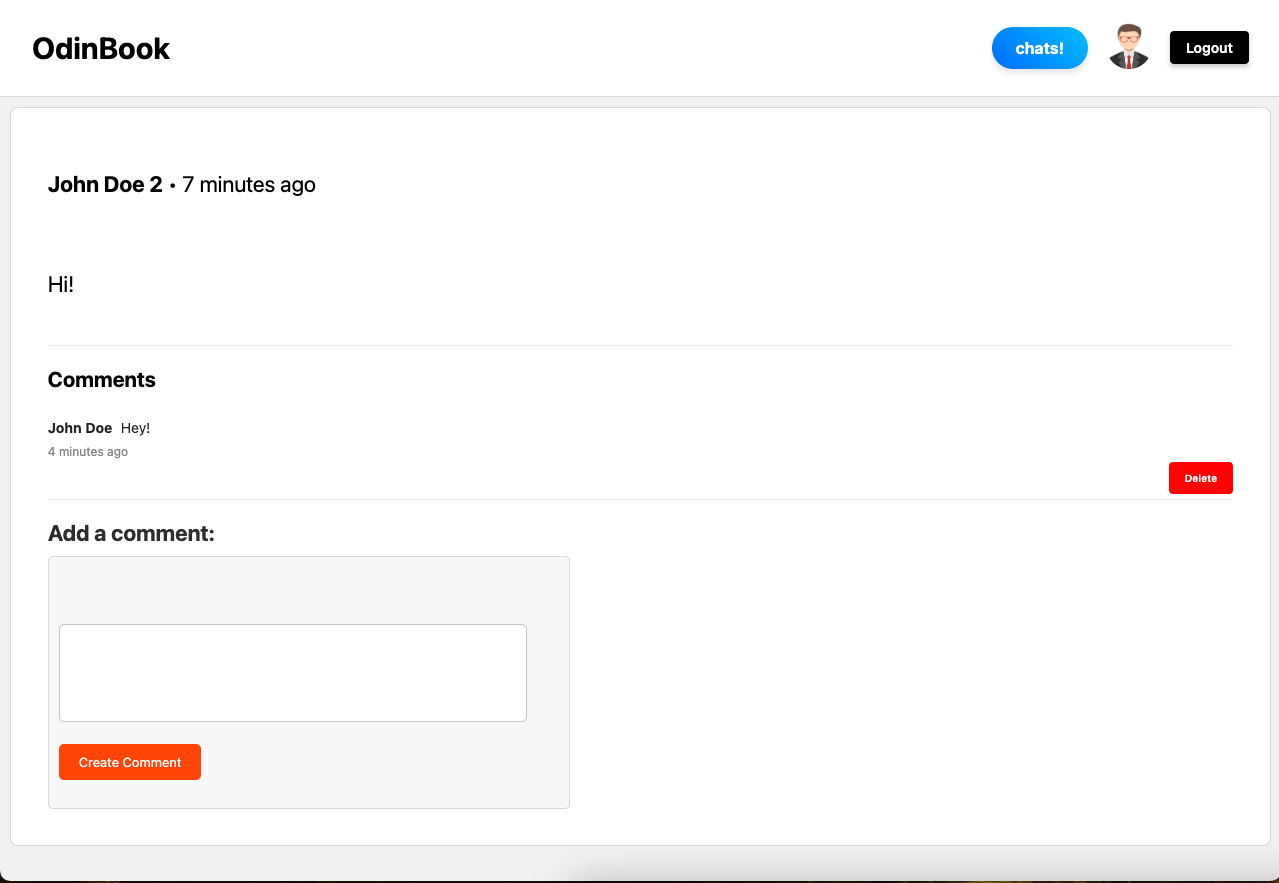 OdinBook
chats!
Logout
John Doe 2 • 7 minutes ago
Hi!
Comments
John Doe Hey!
4 minutes ago
Delete
Add a comment:
Create Comment